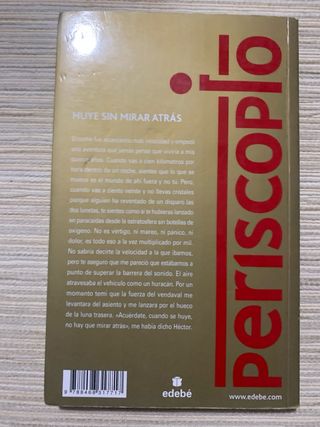 HUYE SIN MIRAR ATRÁS
El coche fue acelerando más velocidad y empezó
una aventura que jamás pensé que viviría a mis
quince años. Cuando vas a cien kilómetros por
hora dentro de un coche, sientes que lo que se
mueve es el mundo de ahí fuera y no tú. Pero,
cuando vas a ciento veinte y no llevas cristales
porque alguien ha reventado de un disparo las
dos lunetas, te sientes como si te hubieras lanzado
en paracaídas desde la estratosfera sin botellas de
oxígeno. No es vértigo, ni mareo, ni pánico, ni
dolor, es todo eso a la vez multiplicado por mil.
No sabría decirte la velocidad a la que íbamos,
pero te aseguro que me pareció que estábamos a
punto de superar la barrera del sonido. El aire
atravesaba el vehículo como un huracán. Por un
momento temí que la fuerza del vendaval me
levantara del asiento y me lanzara por el hueco
de la luna trasera. «Acuérdate, cuando se huye,
no hay que mirar atrás», me había dicho Héctor.
periscopio
9 788468 317717
edebé
www.edebe.com